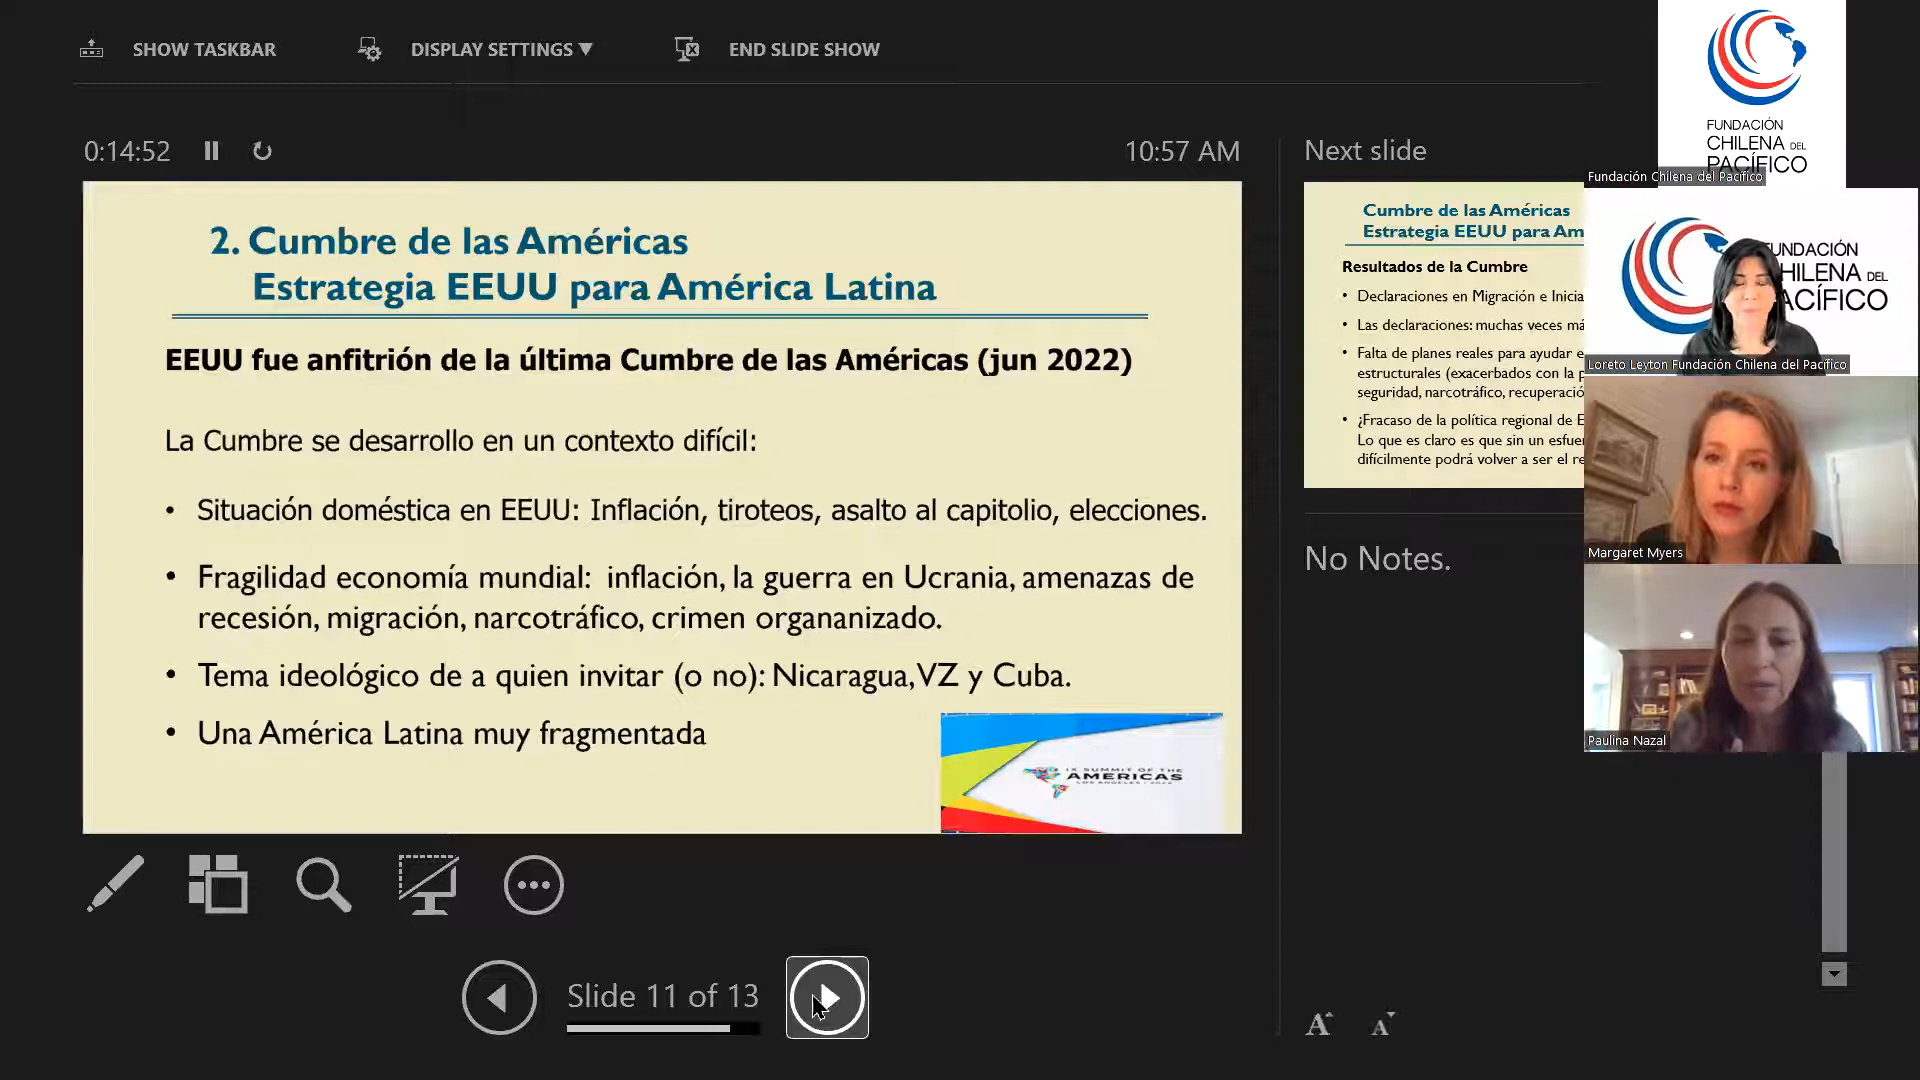 SHOW TASKBAR
DISPLAY SETTINGS ▼
END SLIDE SHOW
0:14:52
10:57 AM
2. Cumbre de las Américas
Estrategia EEUU para América Latina
EEUU fue anfitrión de la última Cumbre de las Américas (jun 2022)
La Cumbre se desarrollo en un contexto difícil:
• Situación doméstica en EEUU: Inflación, tiroteos, asalto al capitolio, elecciones.
• Fragilidad economía mundial: inflación, la guerra en Ucrania, amenazas de
recesión, migración, narcotráfico, crimen organanizado.
• Tema ideológico de a quien invitar (o no): Nicaragua, VZ y Cuba.
• Una América Latina muy fragmentada
IX SUMMIT OF THE
AMERICAS
LOS ANGELES 2022
Slide 11 of 13
Next slide
Cumbre de las Américas
Estrategia EEUU para Am
Resultados de la Cumbre
• Declaraciones en Migración e Inicia
• Las declaraciones: muchas veces má
• Falta de planes reales para ayudar e
estructurales (exacerbados con la p
seguridad, narcotráfico, recuperació
• ¿Fracaso de la política regional de E
Lo que es claro es que sin un esfuer
difícilmente podrá volver a ser el re
No Notes.
A A
FUNDACIÓN
CHILENA DEL
PACÍFICO
Fundación Chilena del Pacífico
FUNDACIÓN
CHILENA DEL
PACÍFICO
Loreto Leyton Fundación Chilena del Pacífico
Margaret Myers
Paulina Nazal